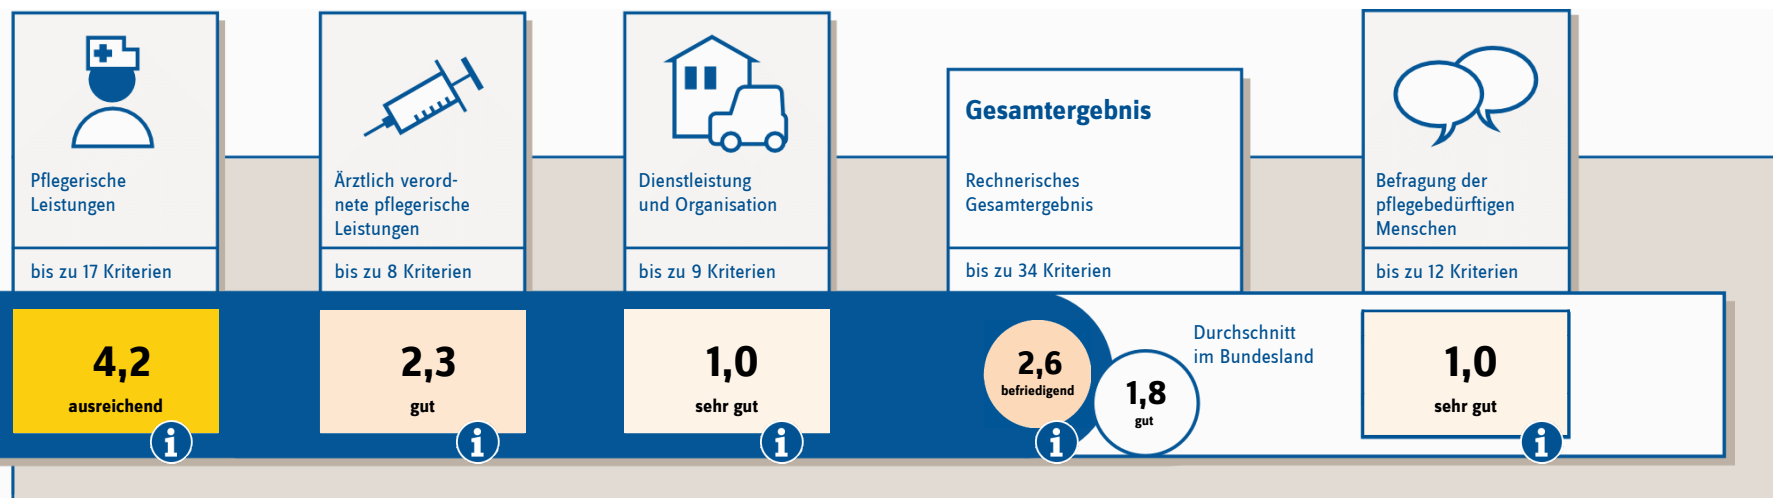 Pflegerische
Leistungen
bis zu 17 Kriterien
4,2
ausreichend
i
Ärztlich verord-
nete pflegerische
Leistungen
bis zu 8 Kriterien
2,3
gut
i
Dienstleistung
und Organisation
bis zu 9 Kriterien
1,0
sehr gut
i
Gesamtergebnis
Rechnerisches
Gesamtergebnis
bis zu 34 Kriterien
2,6
befriedigend
i
1,8
gut
Durchschnitt
im Bundesland
Befragung der
pflegebedürftigen
Menschen
bis zu 12 Kriterien
1,0
sehr gut
i